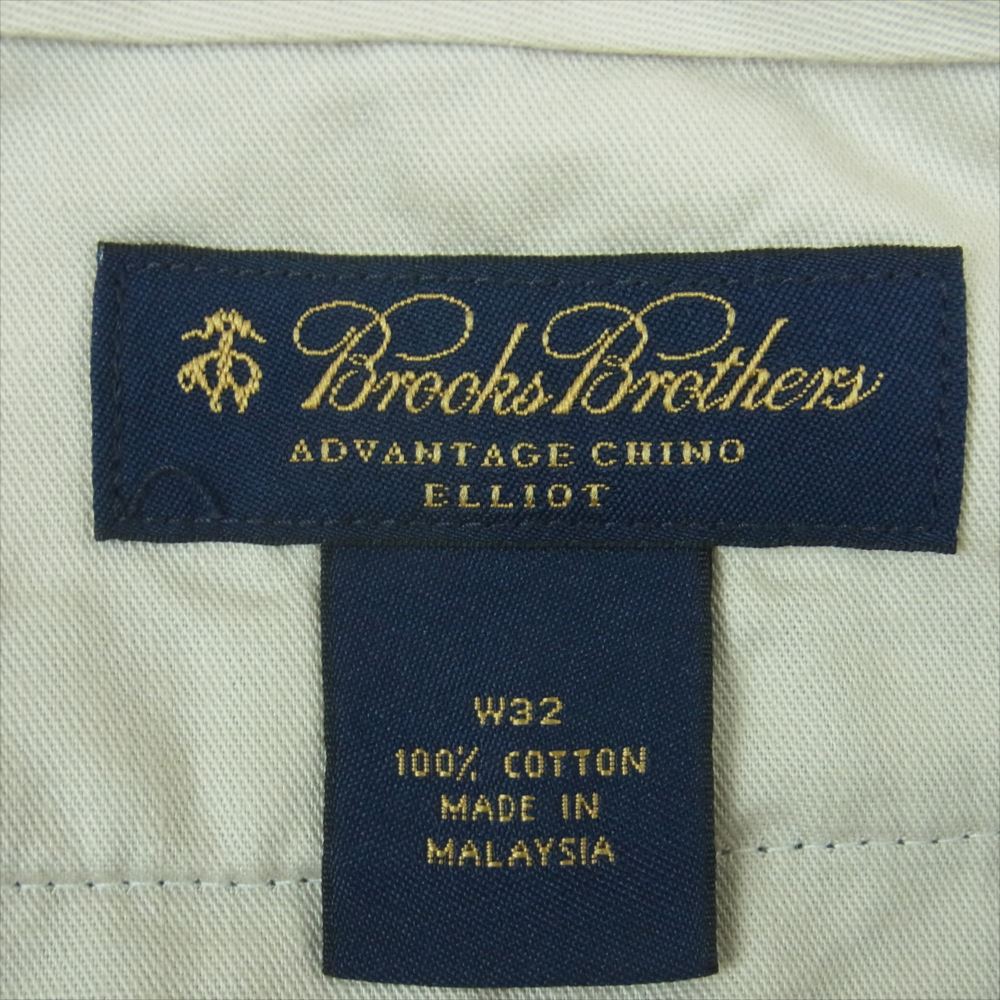 Brooks Brothers
ADVANTAGE CHINO
ELLIOT
W32
100% COTTON
MADE IN
MALAYSIA